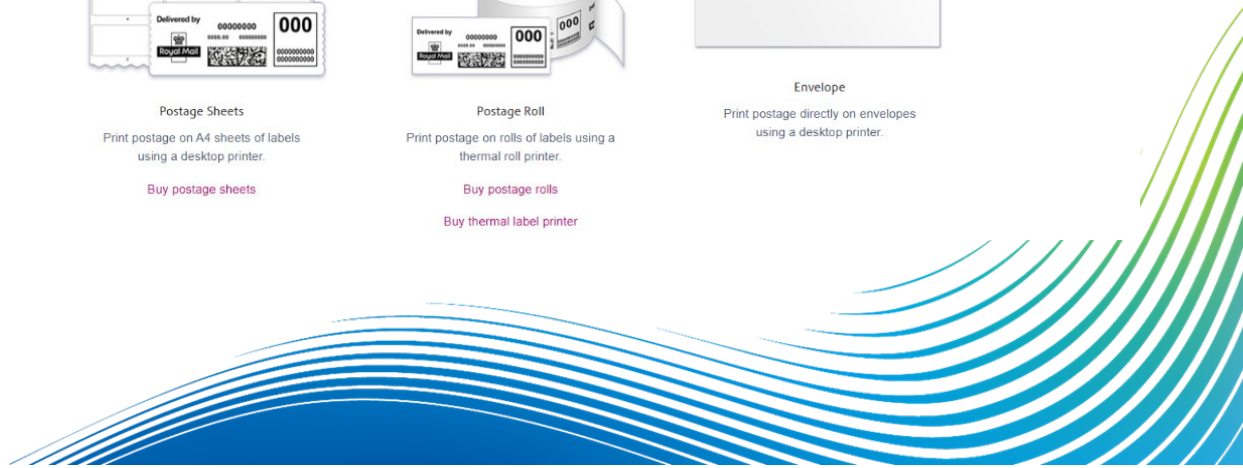 Delivered by
00000000
000
Royal Mail
Delivered by
00000000
000
000
Royal Mail
Postage Sheets
Print postage on A4 sheets of labels
using a desktop printer.
Buy postage sheets
Postage Roll
Print postage on rolls of labels using a
thermal roll printer.
Buy postage rolls
Buy thermal label printer
Envelope
Print postage directly on envelopes
using a desktop printer.